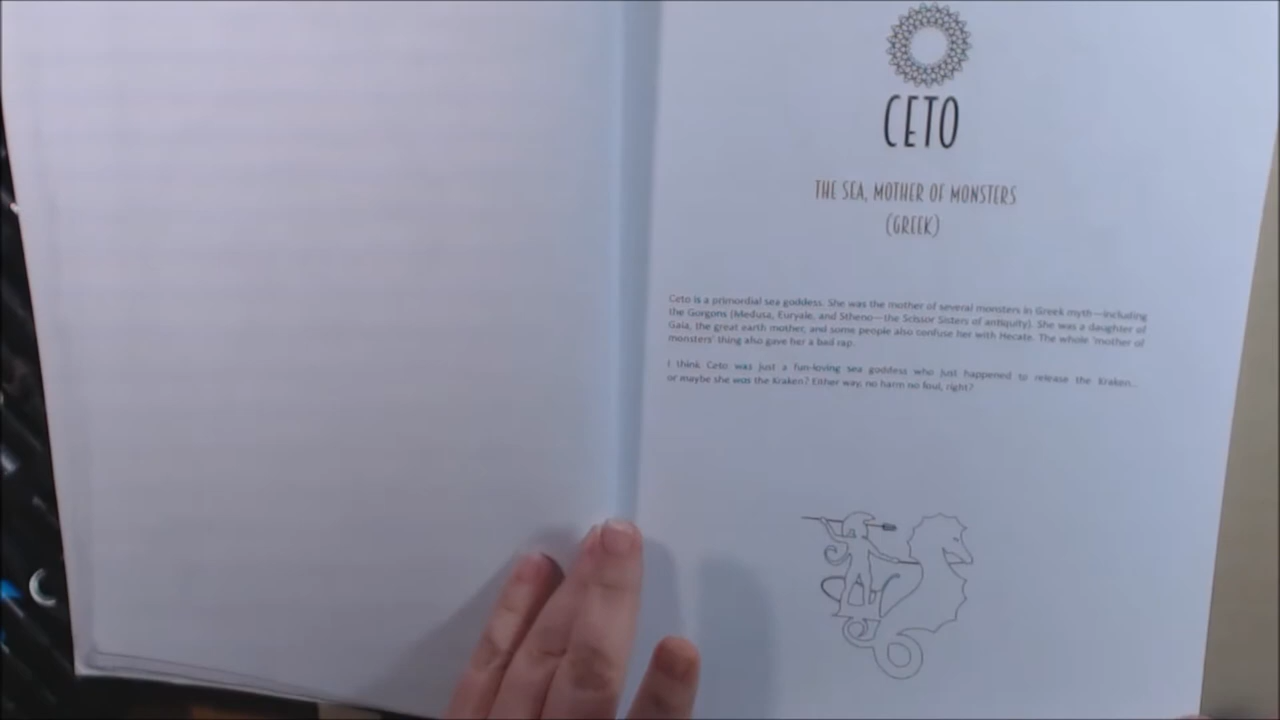 CETO
THE SEA, MOTHER OF MONSTERS
(GREEK)
Ceto is a primordial sea goddess. She was the mother of several monsters in Greek myth—including
the Gorgons (Medusa, Euryale, and Stheno—the Scissor Sisters of antiquity). She was a daughter of
Gaia, the great earth mother, and some people also confuse her with Hecate. The whole 'mother of
monsters' thing also gave her a bad rap.
I think Ceto was just a fun-loving sea goddess who just happened to release the Kraken...
or maybe she was the Kraken? Either way, no harm no foul, right?